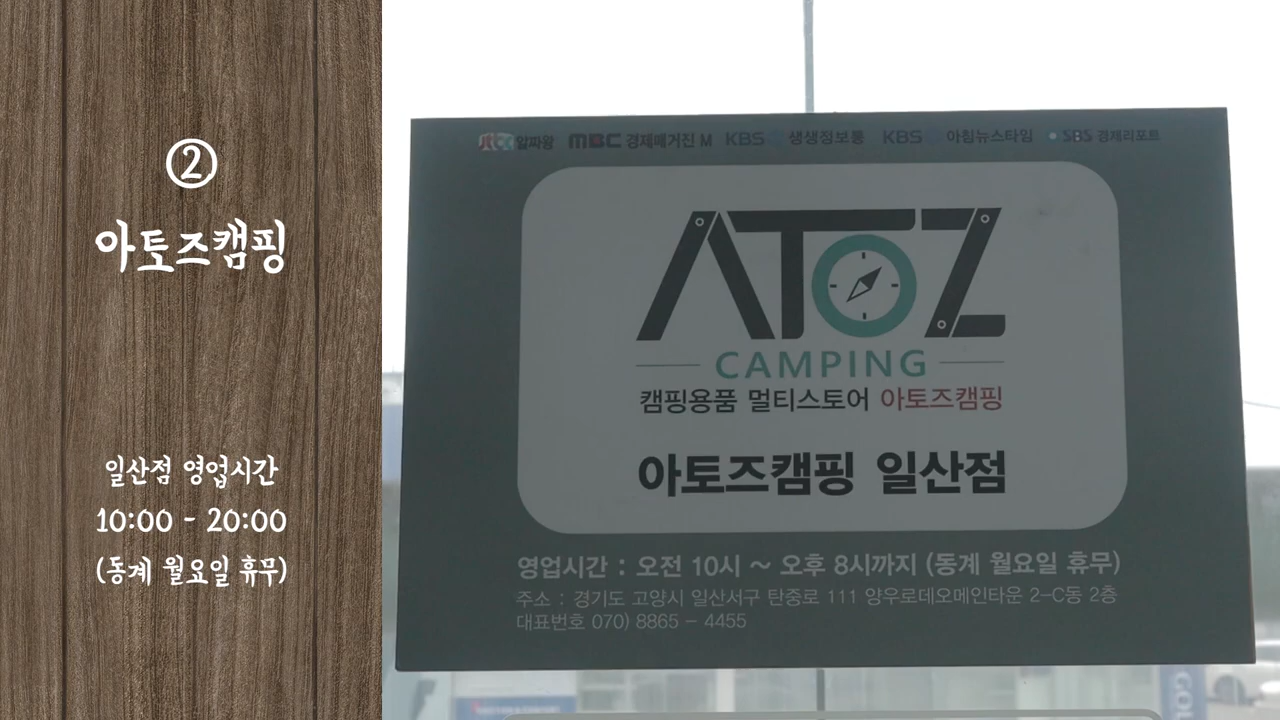 ②
아토즈캠핑
일산점 영업시간
10:00 - 20:00
(동계 월요일 휴무)
jtbc 알짜왕 MBC 경제매거진 M KBS 생생정보통 KBS 아침뉴스타임 SBS 경제리포트
ATOZ
CAMPING
캠핑용품 멀티스토어 아토즈캠핑
아토즈캠핑 일산점
영업시간 : 오전 10시 ~ 오후 8시까지 (동계 월요일 휴무)
주소 : 경기도 고양시 일산서구 탄중로 111 양우로데오메인타운 2-C동 2층
대표번호 070) 8865 - 4455